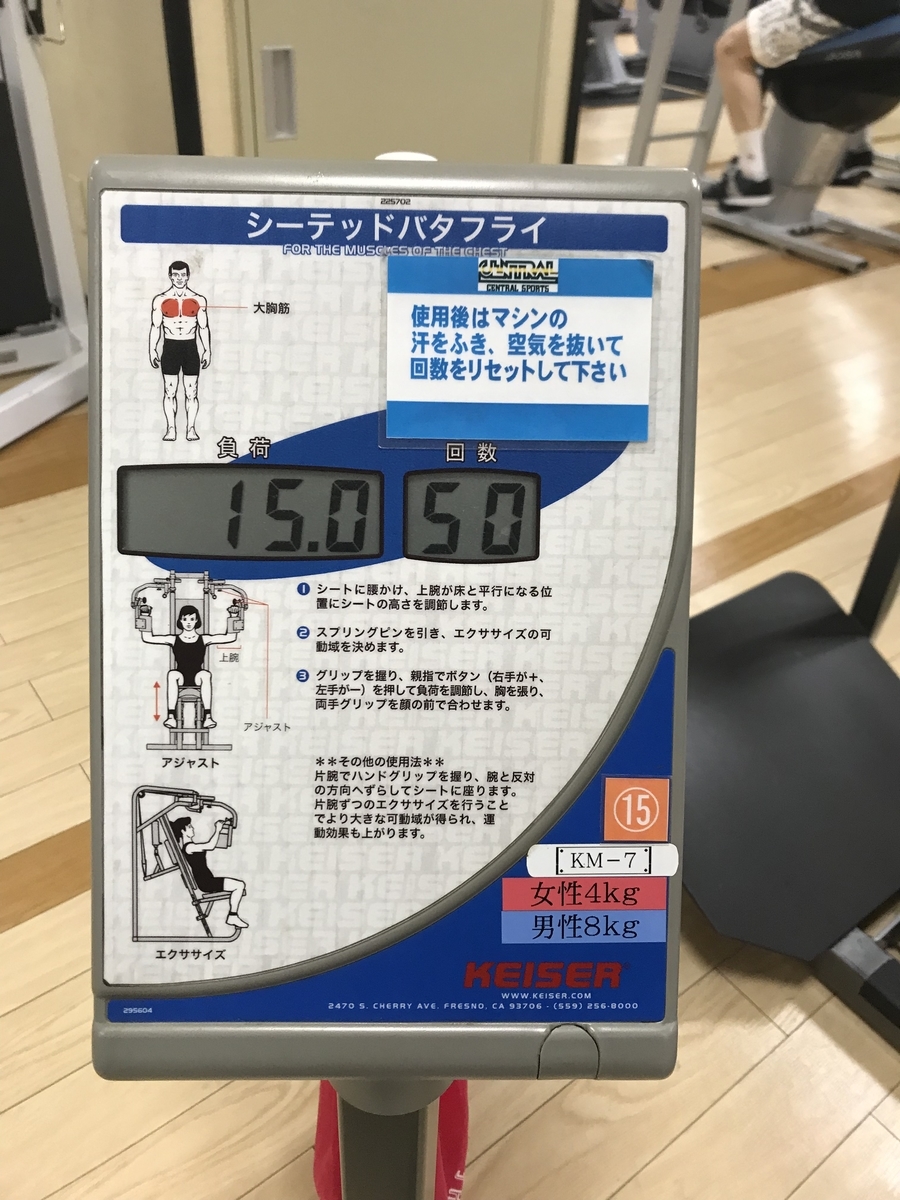 225702
シーテッドバタフライ
FOR THE MUSCLES OF THE CHEST
大胸筋
CENTRAL
CENTRAL SPORTS
使用後はマシンの
汗をふき、空気を抜いて
回数をリセットして下さい
負荷 回数
15.0 50
上腕
アジャスト
アジャスト
❶ シートに腰かけ、上腕が床と平行になる位
置にシートの高さを調節します。
❷ スプリングピンを引き、エクササイズの可
動域を決めます。
❸ グリップを握り、親指でボタン（右手が＋、
左手がー）を押して負荷を調節し、胸を張り、
両手グリップを顔の前で合わせます。
＊＊その他の使用法＊＊
片腕でハンドグリップを握り、腕と反対
の方向へずらしてシートに座ります。
片腕ずつのエクササイズを行うこと
でより大きな可動域が得られ、運
動効果も上がります。
エクササイズ
⑮
KM－7
女性4kg
男性8kg
KEISER
WWW.KEISER.COM
2470 S. CHERRY AVE. FRESNO, CA 93706 - (559) 256-8000
295604